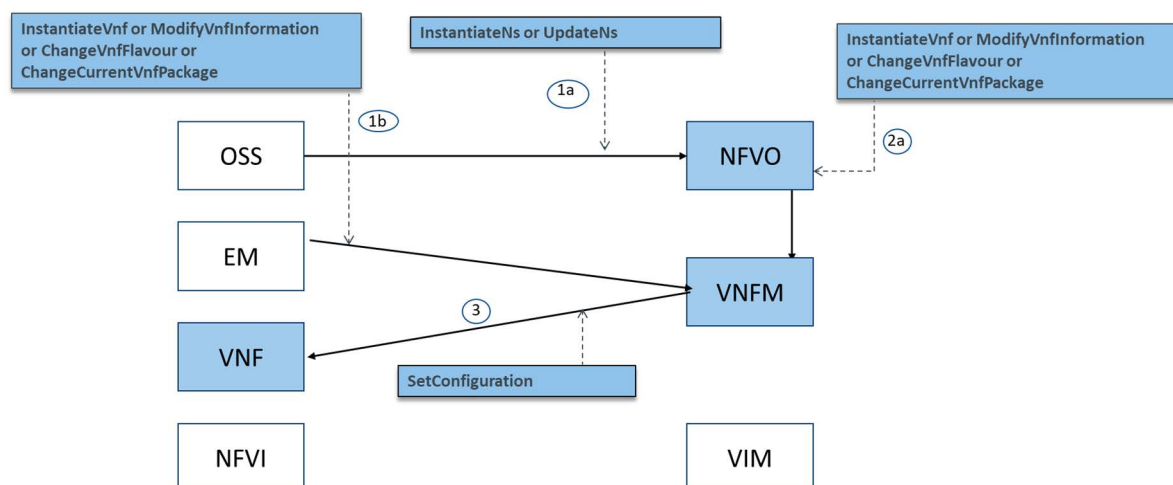 InstantiateVnf or ModifyVnfInformation
or ChangeVnfFlavour or
ChangeCurrentVnfPackage
InstantiateNs or UpdateNs
InstantiateVnf or ModifyVnfInformation
or ChangeVnfFlavour or
ChangeCurrentVnfPackage
1a
1b
OSS
NFVO
2a
EM
VNFM
3
VNF
SetConfiguration
NFVI
VIM